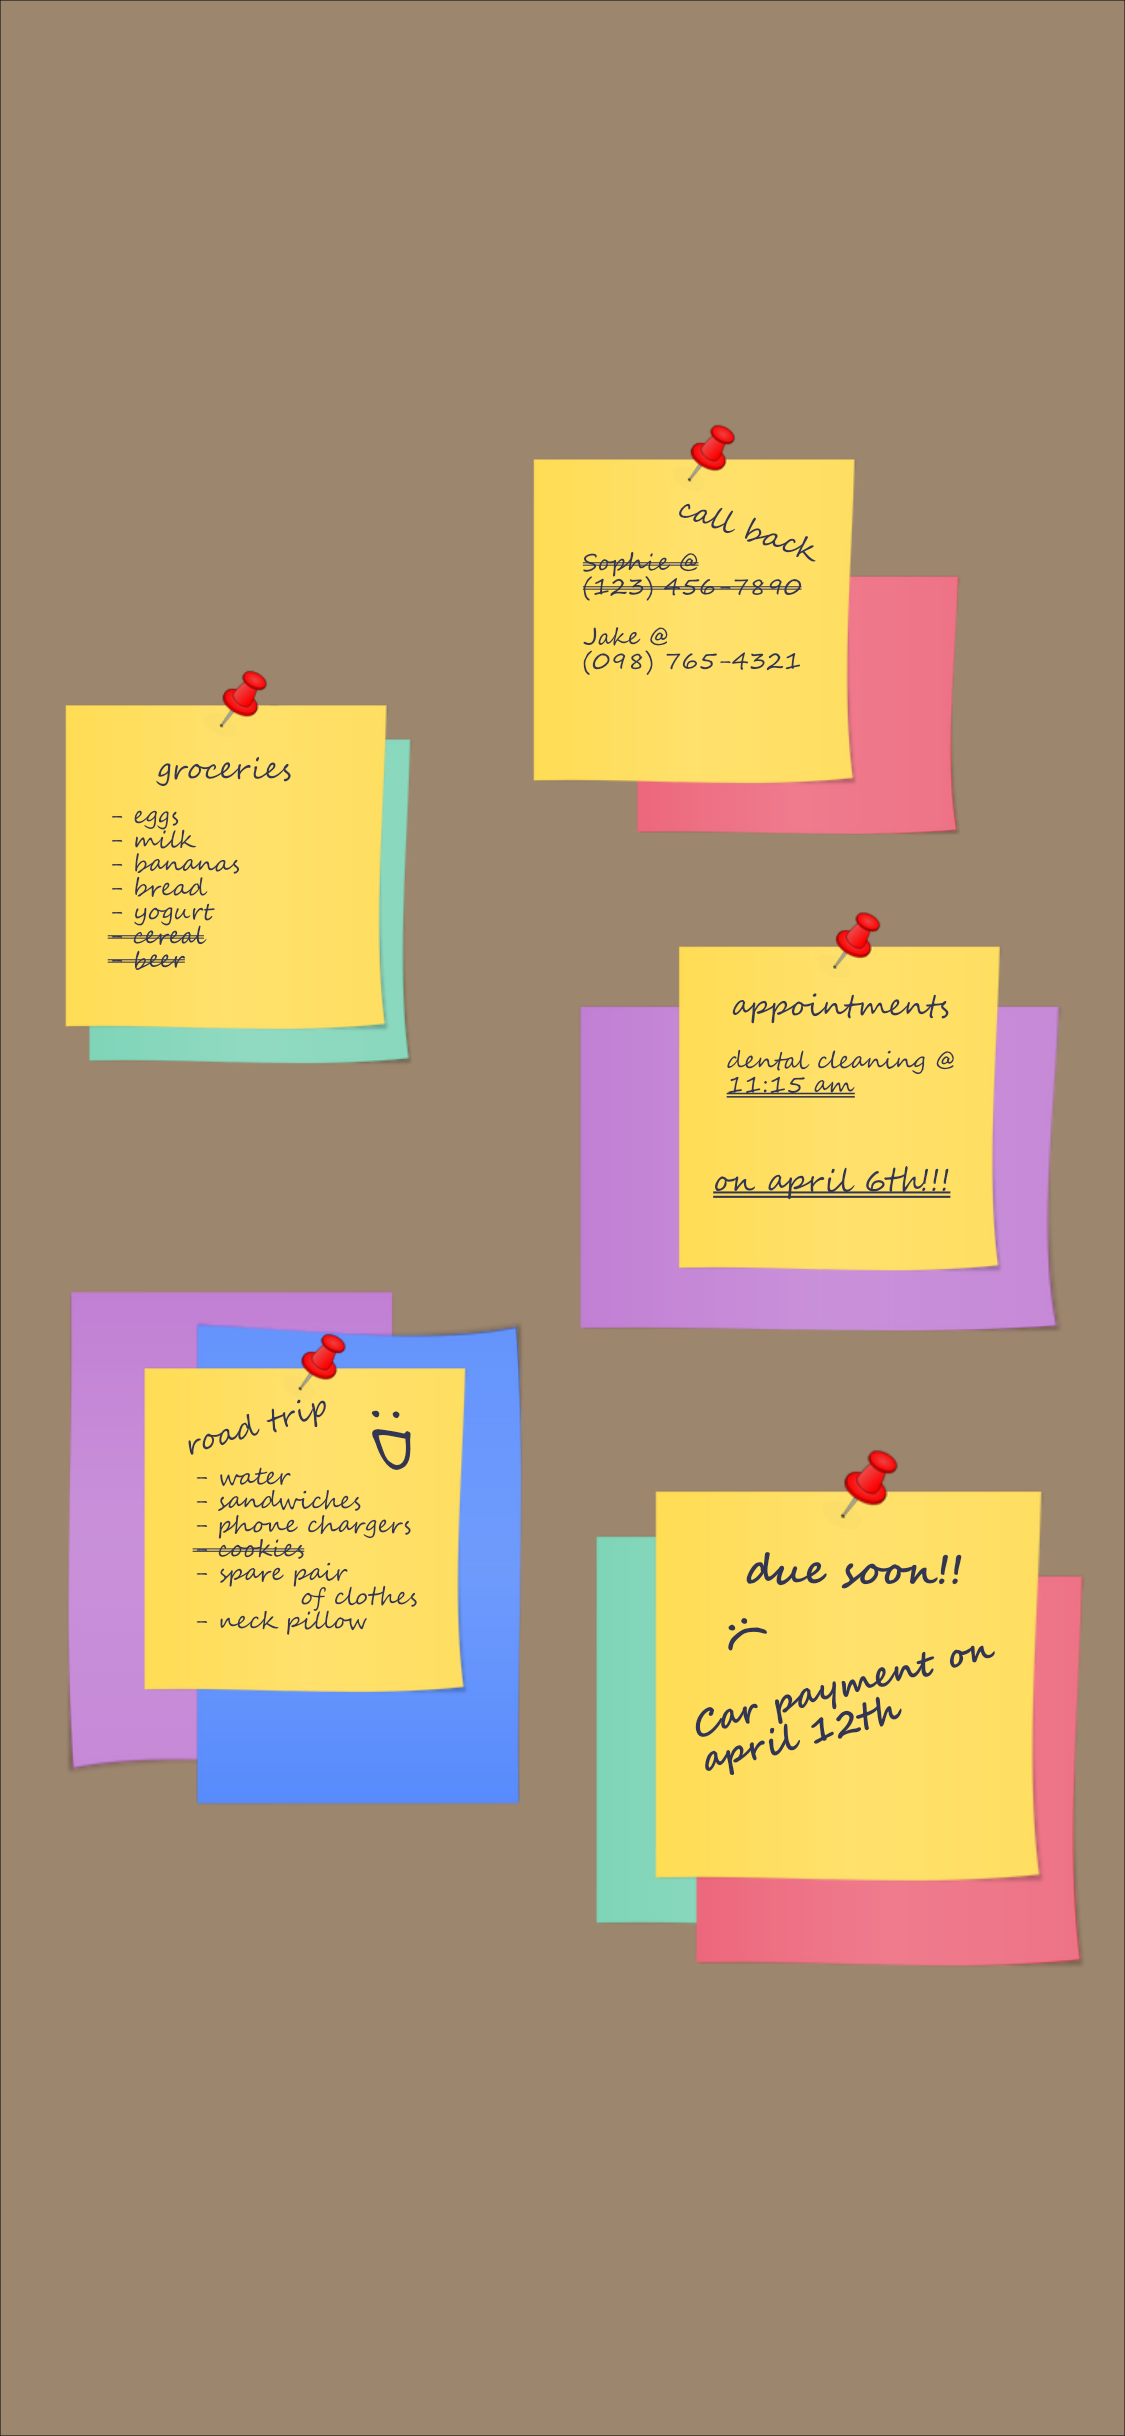 call back
Sophie @
(123) 456-7890
Jake @
(098) 765-4321
groceries
- eggs
- milk
- bananas
- bread
- yogurt
- cereal
- beer
appointments
dental cleaning @
11:15 am
on april 6th!!!
road trip :D
- water
- sandwiches
- phone chargers
- cookies
- spare pair
of clothes
- neck pillow
due soon!!
:(
Car payment on
april 12th